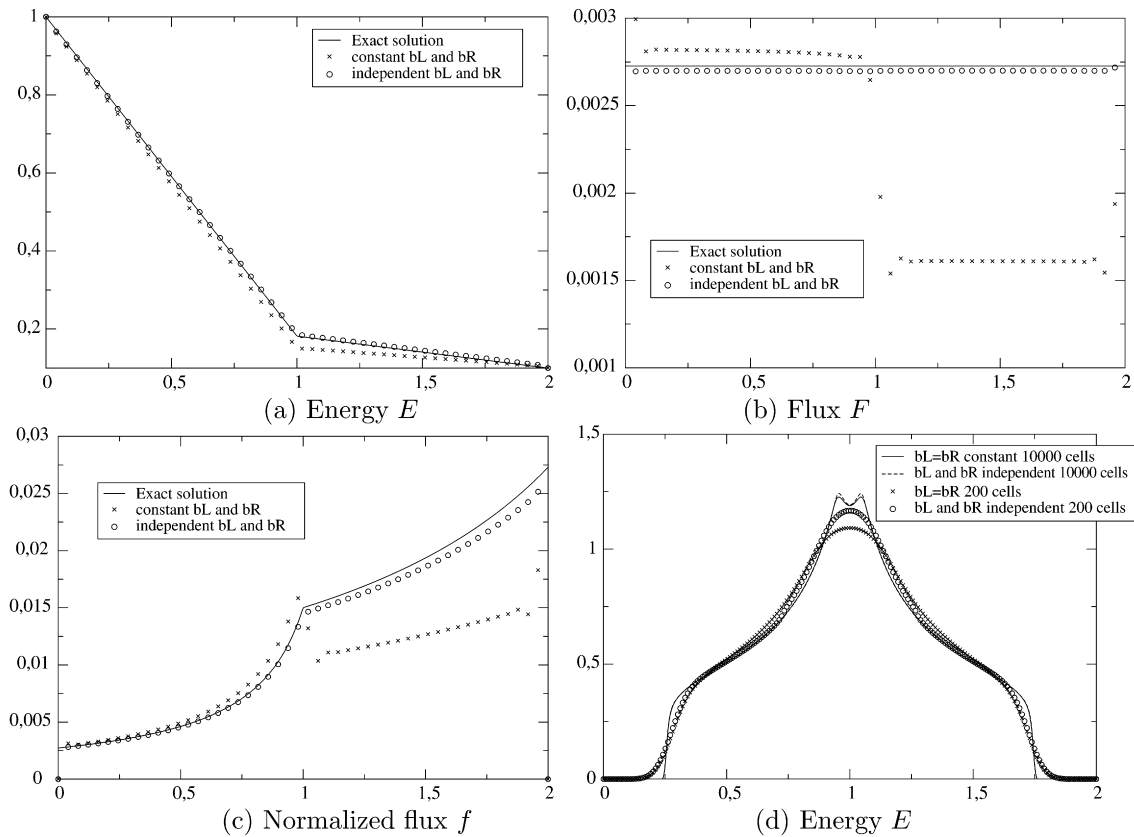 1
0,8
0,6
0,4
0,2
0
0,5
1
1,5
2
Exact solution
constant bL and bR
independent bL and bR
(a) Energy E
0,003
0,0025
0,002
0,0015
0,001
0
0,5
1
1,5
2
Exact solution
constant bL and bR
independent bL and bR
(b) Flux F
0,03
0,025
0,02
0,015
0,01
0,005
0
0
0,5
1
1,5
2
Exact solution
constant bL and bR
independent bL and bR
(c) Normalized flux f
1,5
1
0,5
0
0
0,5
1
1,5
2
bL=bR constant 10000 cells
bL and bR independent 10000 cells
bL=bR 200 cells
bL and bR independent 200 cells
(d) Energy E